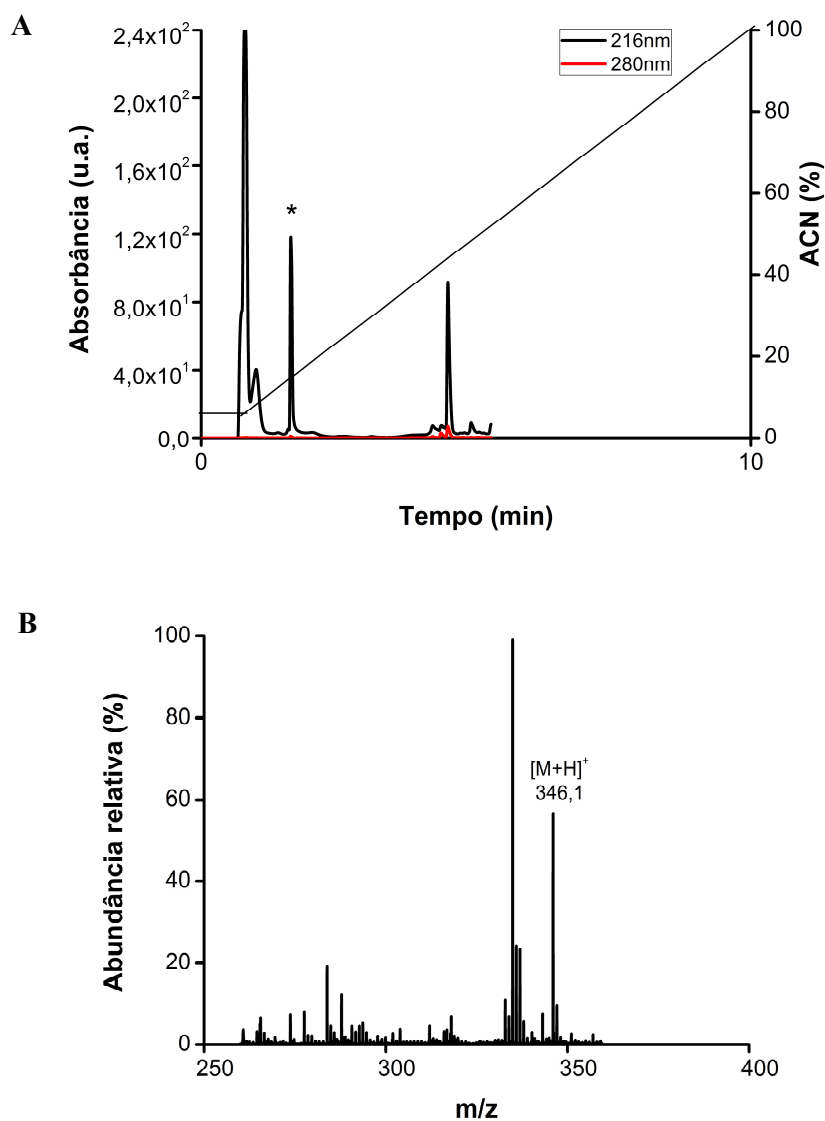 A
216nm
280nm
2,4x10²
2,0x10²
1,6x10²
1,2x10²
8,0x10¹
4,0x10¹
0,0
Absorbância (u.a.)
*
100
80
60
40
20
0
ACN (%)
0
10
Tempo (min)
B
100
80
60
40
20
0
Abundância relativa (%)
[M+H]⁺
346,1
250
300
350
400
m/z